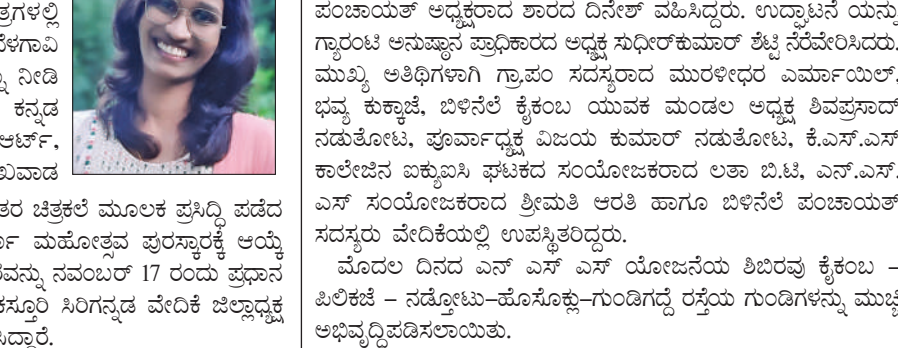 ತ್ರಗಳಲ್ಲಿ
ಬೆಳಗಾವಿ
ನೀಡಿ
ಕನ್ನಡ
ಆರ್ಟ್,
ಖವಾಡ
ತರ ಚಿತ್ರಕಲೆ ಮೂಲಕ ಪ್ರಸಿದ್ಧಿ ಪಡೆದ
ಮಹೋತ್ಸವ ಪುರಸ್ಕಾರಕ್ಕೆ ಆಯ್ಕೆ
ವನ್ನು ನವಂಬರ್ 17 ರಂದು ಪ್ರಧಾನ
ಕಸ್ತೂರಿ ಸಿರಿಗನ್ನಡ ವೇದಿಕೆ ಜಿಲ್ಲಾಧ್ಯಕ್ಷ
ಸಿದ್ದಾರೆ.
ಪಂಚಾಯತ್ ಅಧ್ಯಕ್ಷರಾದ ಶಾರದ ದಿನೇಶ್ ವಹಿಸಿದ್ದರು. ಉದ್ಘಾಟನೆ ಯನ್ನು
ಗ್ಯಾರಂಟಿ ಅನುಷ್ಠಾನ ಪ್ರಾಧಿಕಾರದ ಅಧ್ಯಕ್ಷ ಸುಧೀರ್‌ಕುಮಾರ್ ಶೆಟ್ಟಿ ನೆರೆವೇರಿಸಿದರು.
ಮುಖ್ಯ ಅತಿಥಿಗಳಾಗಿ ಗ್ರಾ.ಪಂ ಸದಸ್ಯರಾದ ಮುರಳೀಧರ ಎರ್ಮಾಯಿಲ್,
ಭವ್ಯ ಕುಕ್ಕಾಜೆ, ಬಿಳಿನೆಲೆ ಕೈಕಂಬ ಯುವಕ ಮಂಡಲ ಅಧ್ಯಕ್ಷ ಶಿವಪ್ರಸಾದ್
ನಡುತೋಟ, ಪೂರ್ವಾಧ್ಯಕ್ಷ ವಿಜಯ ಕುಮಾರ್ ನಡುತೋಟ, ಕೆ.ಎಸ್.ಎಸ್
ಕಾಲೇಜಿನ ಐಕ್ಯುಐಸಿ ಘಟಕದ ಸಂಯೋಜಕರಾದ ಲತಾ ಬಿ.ಟಿ, ಎನ್.ಎಸ್.
ಎಸ್ ಸಂಯೋಜಕರಾದ ಶ್ರೀಮತಿ ಆರತಿ ಹಾಗೂ ಬಿಳಿನೆಲೆ ಪಂಚಾಯತ್
ಸದಸ್ಯರು ವೇದಿಕೆಯಲ್ಲಿ ಉಪಸ್ಥಿತರಿದ್ದರು.
ಮೊದಲ ದಿನದ ಎನ್ ಎಸ್ ಎಸ್ ಯೋಜನೆಯ ಶಿಬಿರವು ಕೈಕಂಬ –
ಪಿಲಿಕಜೆ – ನಡ್ತೋಟು–ಹೊಸೊಕ್ಲು–ಗುಂಡಿಗದ್ದೆ ರಸ್ತೆಯ ಗುಂಡಿಗಳನ್ನು ಮುಚ್ಚಿ
ಅಭಿವೃದ್ಧಿಪಡಿಸಲಾಯಿತು.